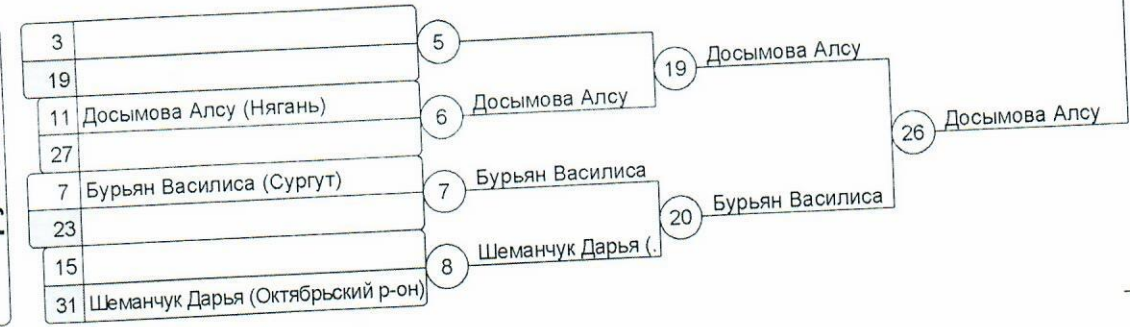 3
5
19
11 Досымова Алсу (Нягань)
6 Досымова Алсу
27
19 Досымова Алсу
7 Бурьян Василиса (Сургут)
7 Бурьян Василиса
23
20 Бурьян Василиса
15
8 Шеманчук Дарья (.
31 Шеманчук Дарья (Октябрьский р-он)
26 Досымова Алсу